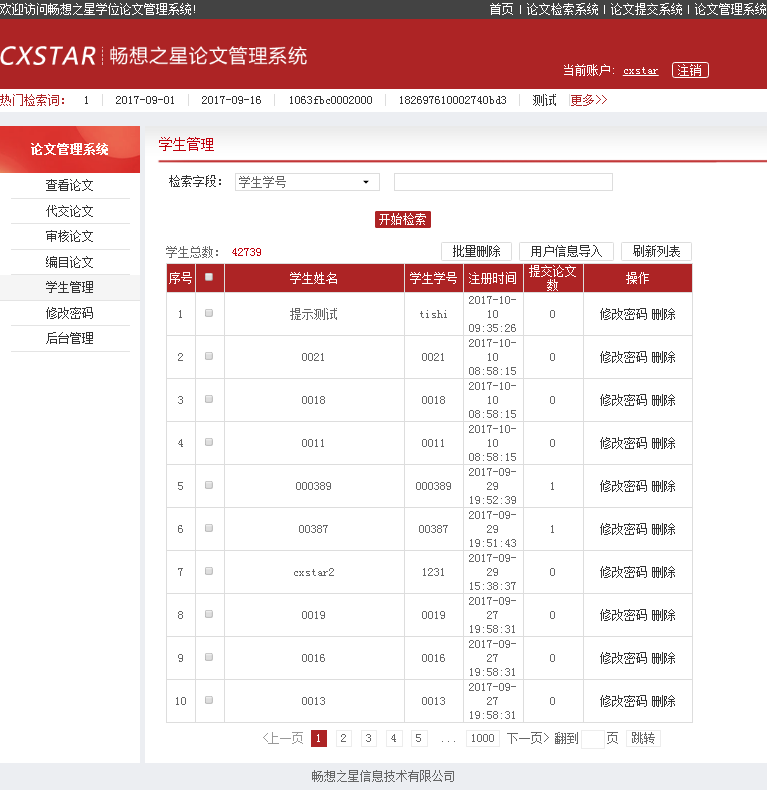 欢迎访问畅想之星学位论文管理系统!
首页 | 论文检索系统 | 论文提交系统 | 论文管理系统
CXSTAR 畅想之星论文管理系统
当前账户: cxstar 注销
热门检索词: 1 2017-09-01 2017-09-16 1063fbc0002000 182697610002740bd3 测试 更多>>
论文管理系统
查看论文
代交论文
审核论文
编目论文
学生管理
修改密码
后台管理
学生管理
检索字段: 学生学号
开始检索
学生总数: 42739 批量删除 用户信息导入 刷新列表
序号 学生姓名 学生学号 注册时间 提交论文数 操作
1 提示测试 tishi 2017-10-10 09:35:26 0 修改密码 删除
2 0021 0021 2017-10-10 08:58:15 0 修改密码 删除
3 0018 0018 2017-10-10 08:58:15 0 修改密码 删除
4 0011 0011 2017-10-10 08:58:15 0 修改密码 删除
5 000389 000389 2017-09-29 19:52:39 1 修改密码 删除
6 00387 00387 2017-09-29 19:51:43 1 修改密码 删除
7 cxstar2 1231 2017-09-29 15:38:37 0 修改密码 删除
8 0019 0019 2017-09-27 19:58:31 0 修改密码 删除
9 0016 0016 2017-09-27 19:58:31 0 修改密码 删除
10 0013 0013 2017-09-27 19:58:31 0 修改密码 删除
<上一页 1 2 3 4 5 ... 1000 下一页> 翻到 页 跳转
畅想之星信息技术有限公司